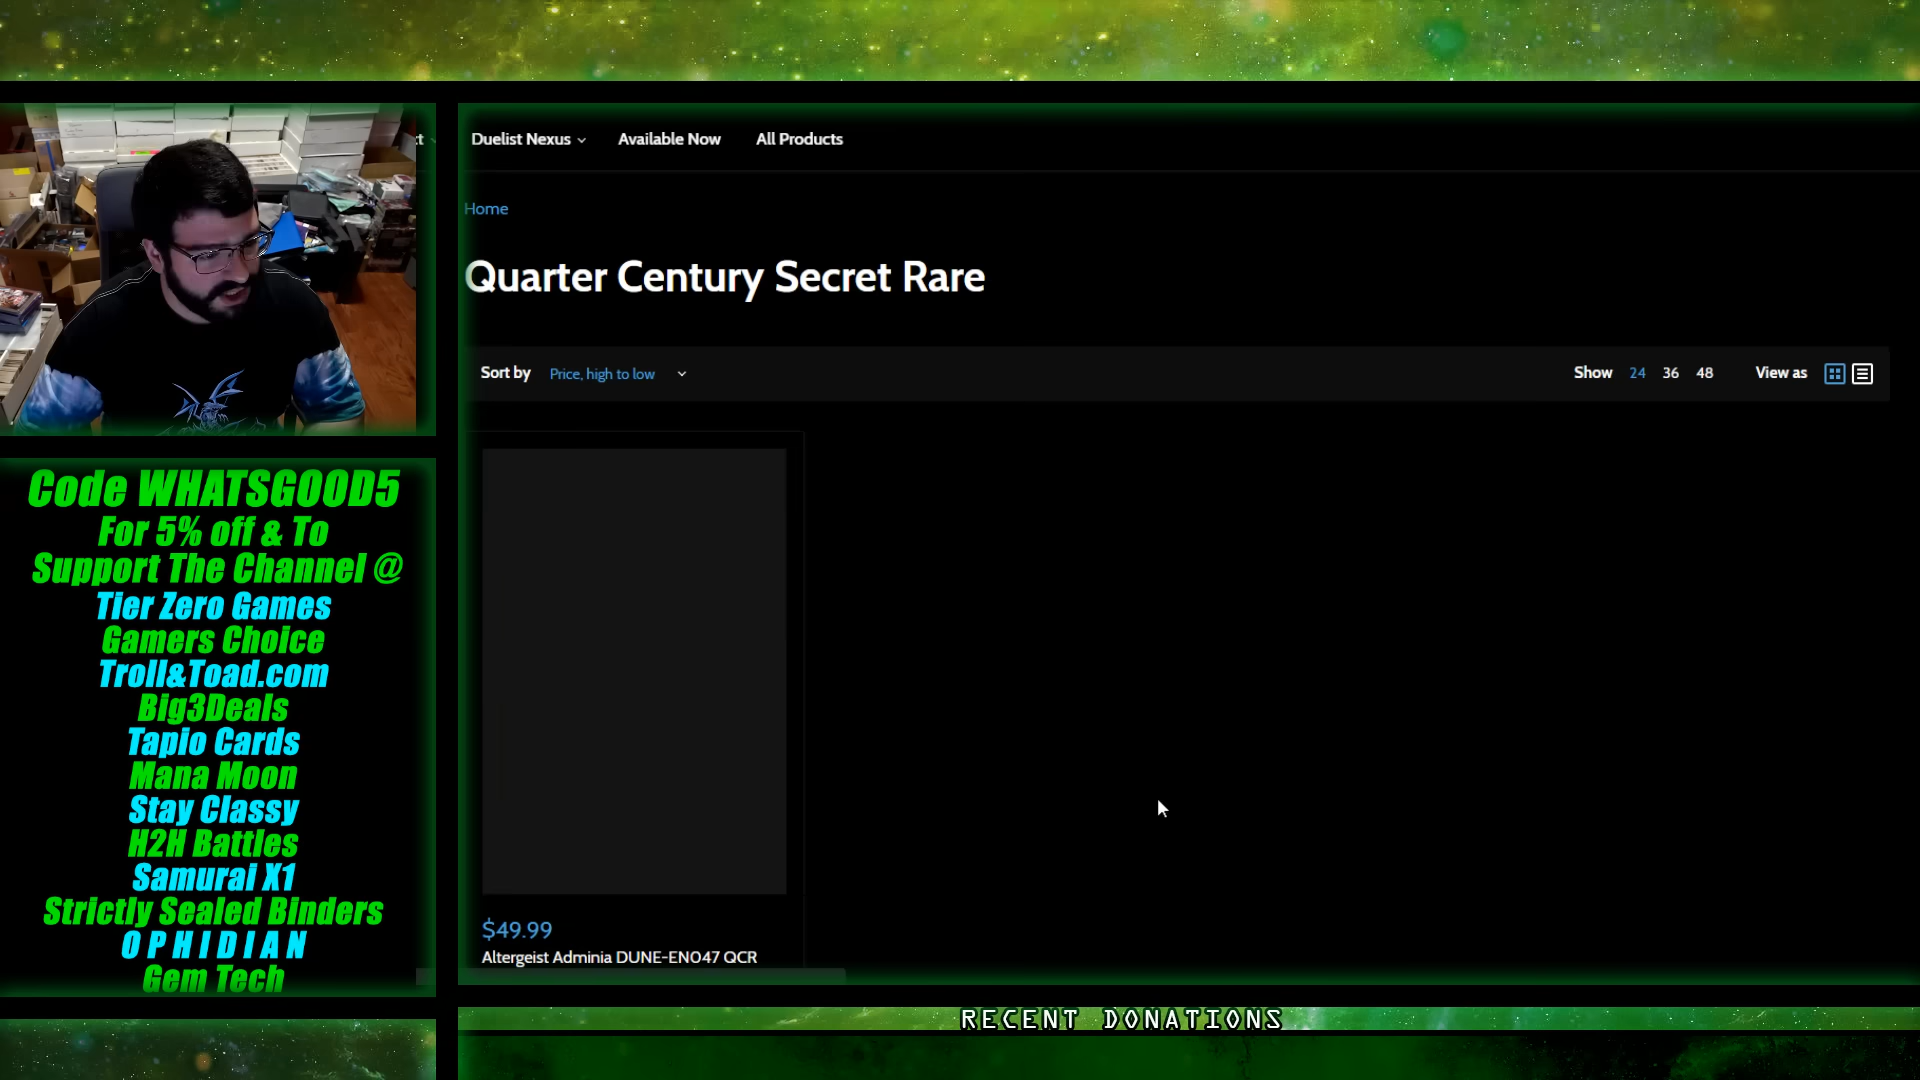 ct
Duelist Nexus
Available Now
All Products
Home
Quarter Century Secret Rare
Sort by
Price, high to low
Show 24 36 48
View as
$49.99
Altergeist Adminia DUNE-EN047 QCR
Code WHATSGOOD5
For 5% off & To
Support The Channel @
Tier Zero Games
Gamers Choice
Troll&Toad.com
Big3Deals
Tapio Cards
Mana Moon
Stay Classy
H2H Battles
Samurai X1
Strictly Sealed Binders
OPHIDIAN
Gem Tech
RECENT DONATIONS